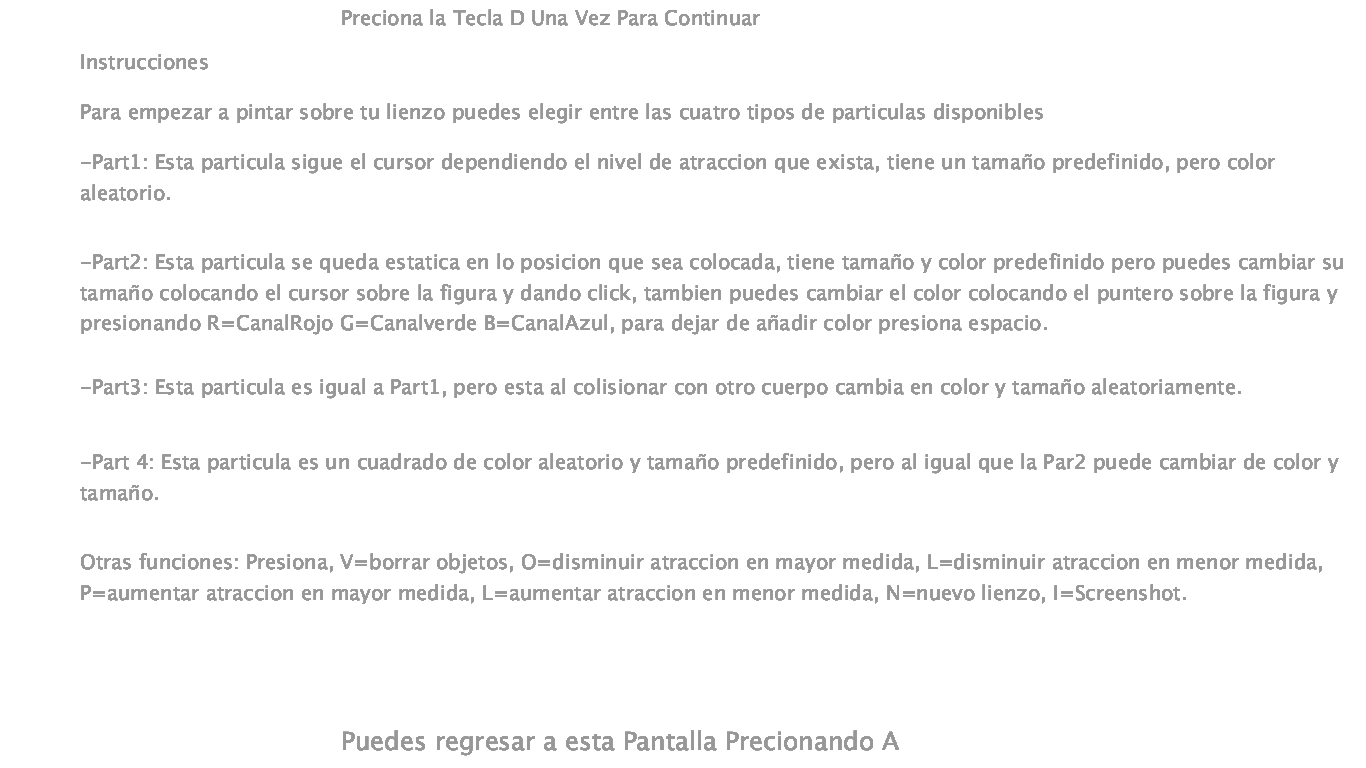 Preciona la Tecla D Una Vez Para Continuar
Instrucciones
Para empezar a pintar sobre tu lienzo puedes elegir entre las cuatro tipos de particulas disponibles
-Part1: Esta particula sigue el cursor dependiendo el nivel de atraccion que exista, tiene un tamaño predefinido, pero color
aleatorio.
-Part2: Esta particula se queda estatica en lo posicion que sea colocada, tiene tamaño y color predefinido pero puedes cambiar su
tamaño colocando el cursor sobre la figura y dando click, tambien puedes cambiar el color colocando el puntero sobre la figura y
presionando R=CanalRojo G=Canalverde B=CanalAzul, para dejar de añadir color presiona espacio.
-Part3: Esta particula es igual a Part1, pero esta al colisionar con otro cuerpo cambia en color y tamaño aleatoriamente.
-Part 4: Esta particula es un cuadrado de color aleatorio y tamaño predefinido, pero al igual que la Par2 puede cambiar de color y
tamaño.
Otras funciones: Presiona, V=borrar objetos, O=disminuir atraccion en mayor medida, L=disminuir atraccion en menor medida,
P=aumentar atraccion en mayor medida, L=aumentar atraccion en menor medida, N=nuevo lienzo, I=Screenshot.
Puedes regresar a esta Pantalla Precionando A